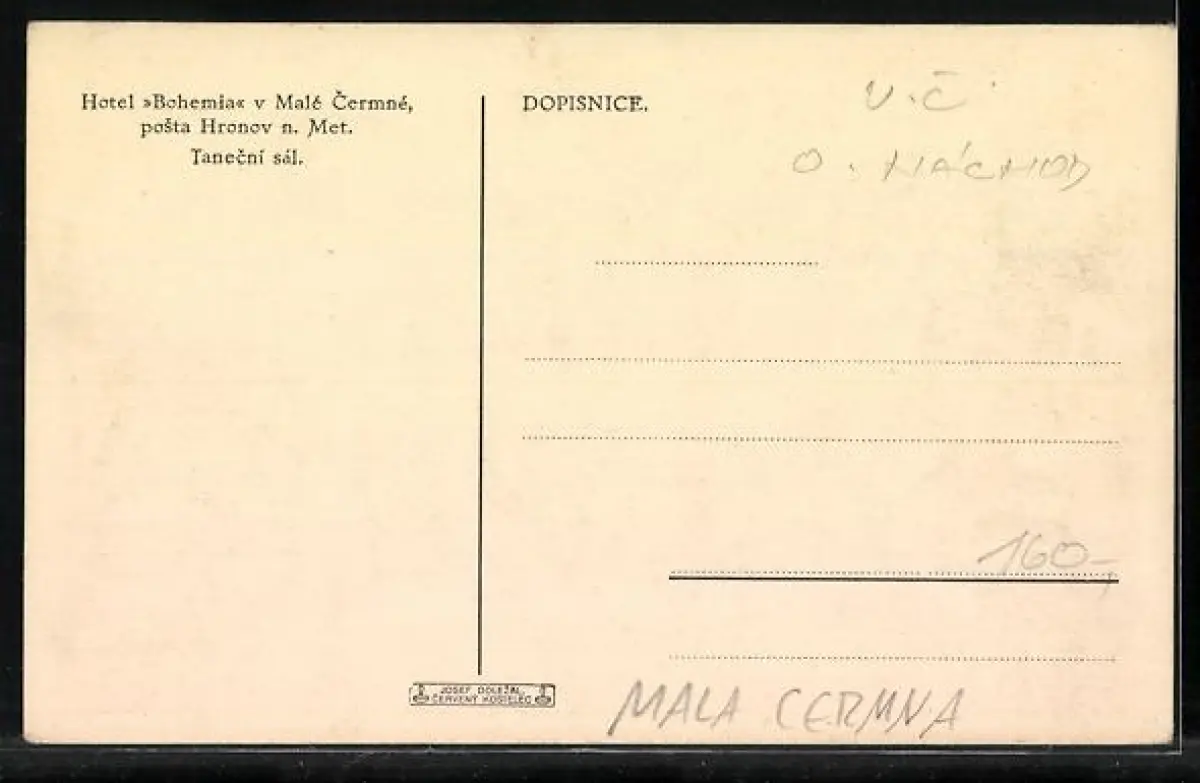 Hotel »Bohemia« v Malé Čermné,
pošta Hronov n. Met.
Taneční sál.
DOPISNICE.
V.Č.
O. NÁCHOD
160,-
JOSEF DOLEŽAL,
ČERVENÝ KOSTELEC
MALA CERMNA